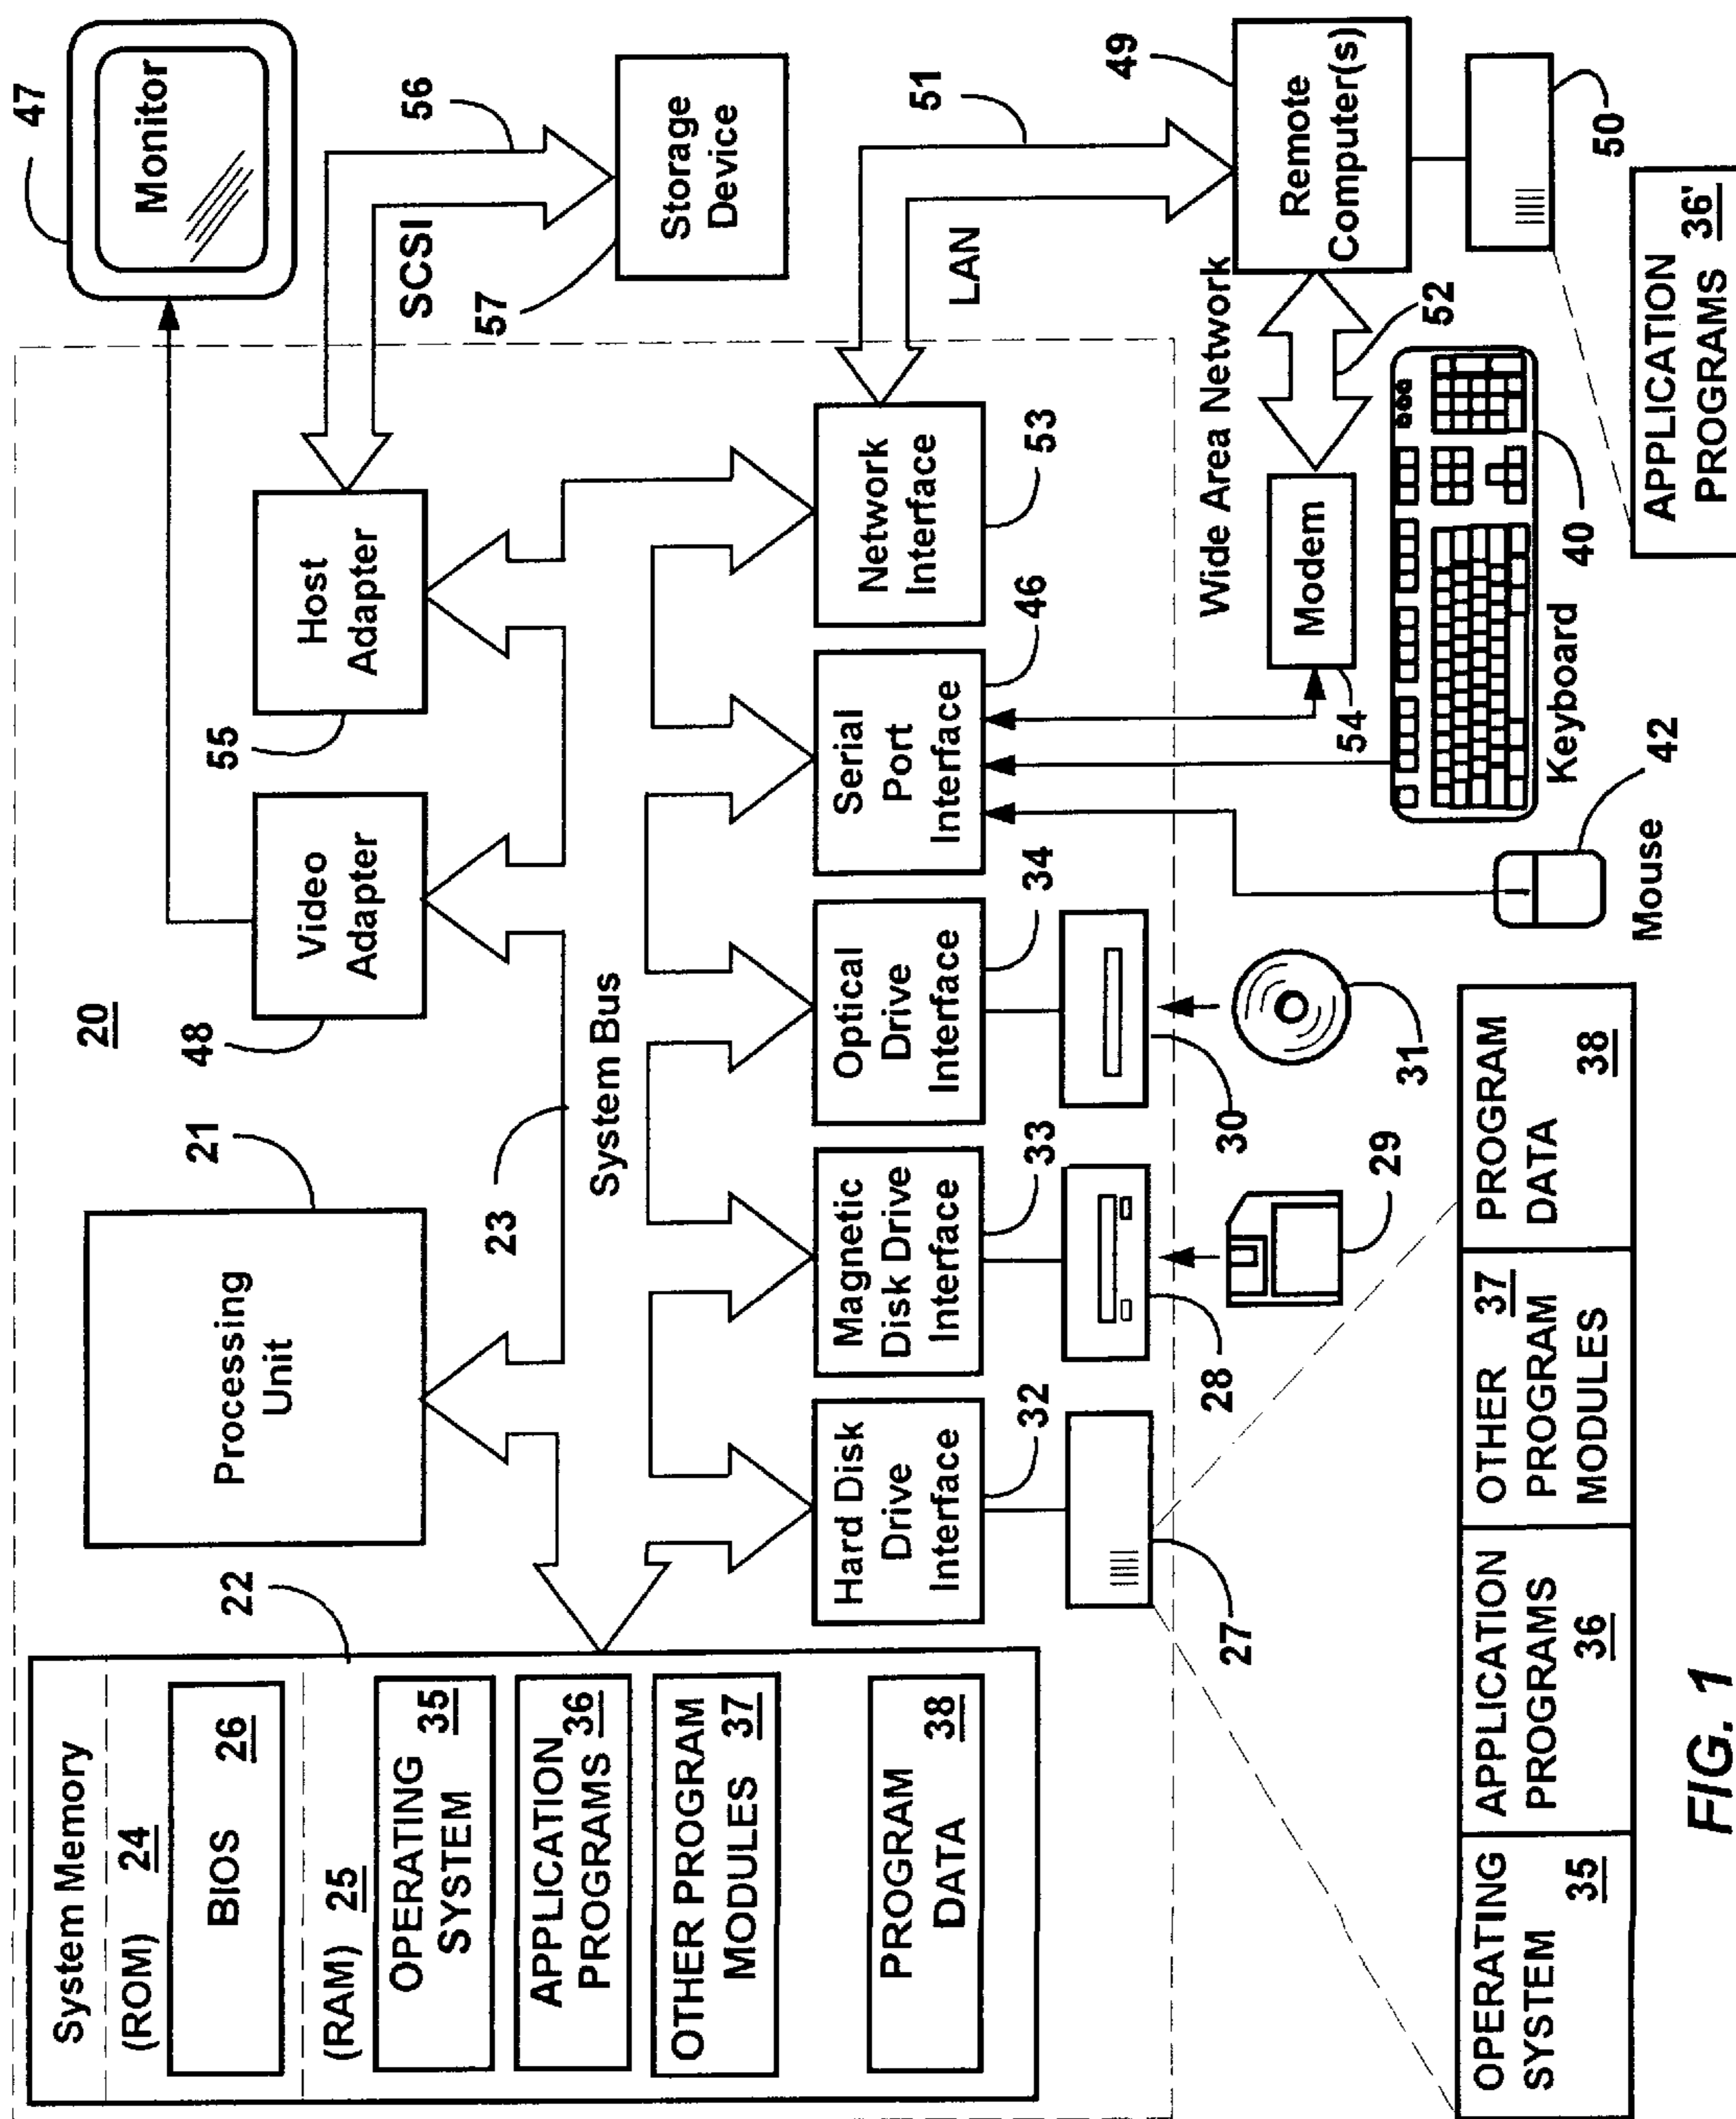 System Memory
(ROM) 24
BIOS 26
22
(RAM) 25
OPERATING
SYSTEM 35
APPLICATION
PROGRAMS 36
OTHER PROGRAM
MODULES 37
PROGRAM
DATA 38
Processing
Unit
21
20
48
Video
Adapter
55
Host
Adapter
47
Monitor
SCSI
56
57
Storage
Device
23
System Bus
Hard Disk
Drive
Interface
32
Magnetic
Disk Drive
Interface
33
Optical
Drive
Interface
34
Serial
Port
Interface
46
Network
Interface
53
LAN
51
27
28
29
30
31
Wide Area Network
Modem
54
52
49
Remote
Computer(s)
50
Mouse
42
Keyboard
40
OPERATING
SYSTEM
35
APPLICATION
PROGRAMS
36
OTHER 37
PROGRAM
MODULES
PROGRAM
DATA
38
APPLICATION
PROGRAMS 36'
FIG. 1